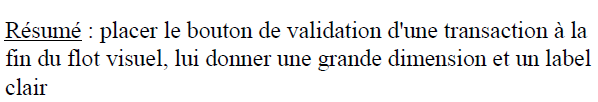 Résumé : placer le bouton de validation d'une transaction à la
fin du flot visuel, lui donner une grande dimension et un label
clair